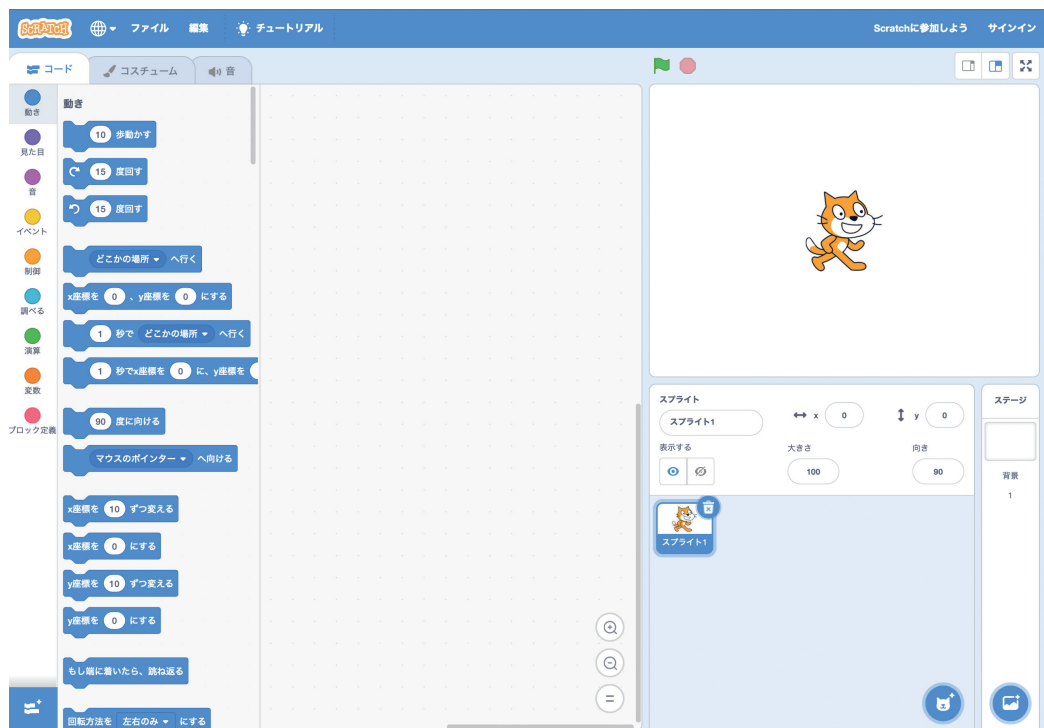 SCRATCH ファイル 編集 チュートリアル Scratchに参加しよう サインイン
コード コスチューム 音
動き
見た目
音
イベント
制御
調べる
演算
変数
ブロック定義
動き
10 歩動かす
15 度回す
15 度回す
どこかの場所 へ行く
x座標を 0 、y座標を 0 にする
1 秒で どこかの場所 へ行く
1 秒でx座標を 0 に、y座標を
90 度に向ける
マウスのポインター へ向ける
x座標を 10 ずつ変える
x座標を 0 にする
y座標を 10 ずつ変える
y座標を 0 にする
もし端に着いたら、跳ね返る
回転方法を 左右のみ にする
スプライト
スプライト1 x 0 y 0
表示する 大きさ 向き
100 90
スプライト1
ステージ
背景
1